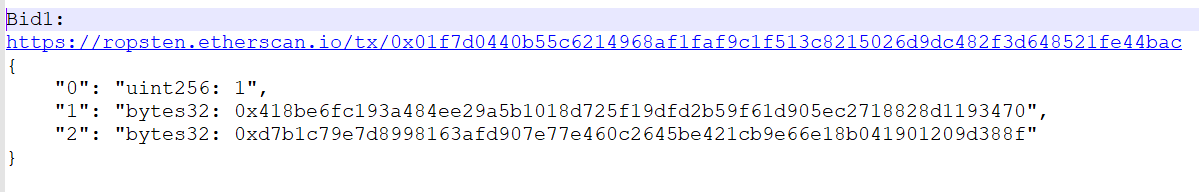 Bid1:
https://ropsten.etherscan.io/tx/0x01f7d0440b55c6214968af1faf9c1f513c8215026d9dc482f3d648521fe44bac
{
    "0": "uint256: 1",
    "1": "bytes32: 0x418be6fc193a484ee29a5b1018d725f19dfd2b59f61d905ec2718828d1193470",
    "2": "bytes32: 0xd7b1c79e7d8998163afd907e77e460c2645be421cb9e66e18b041901209d388f"
}